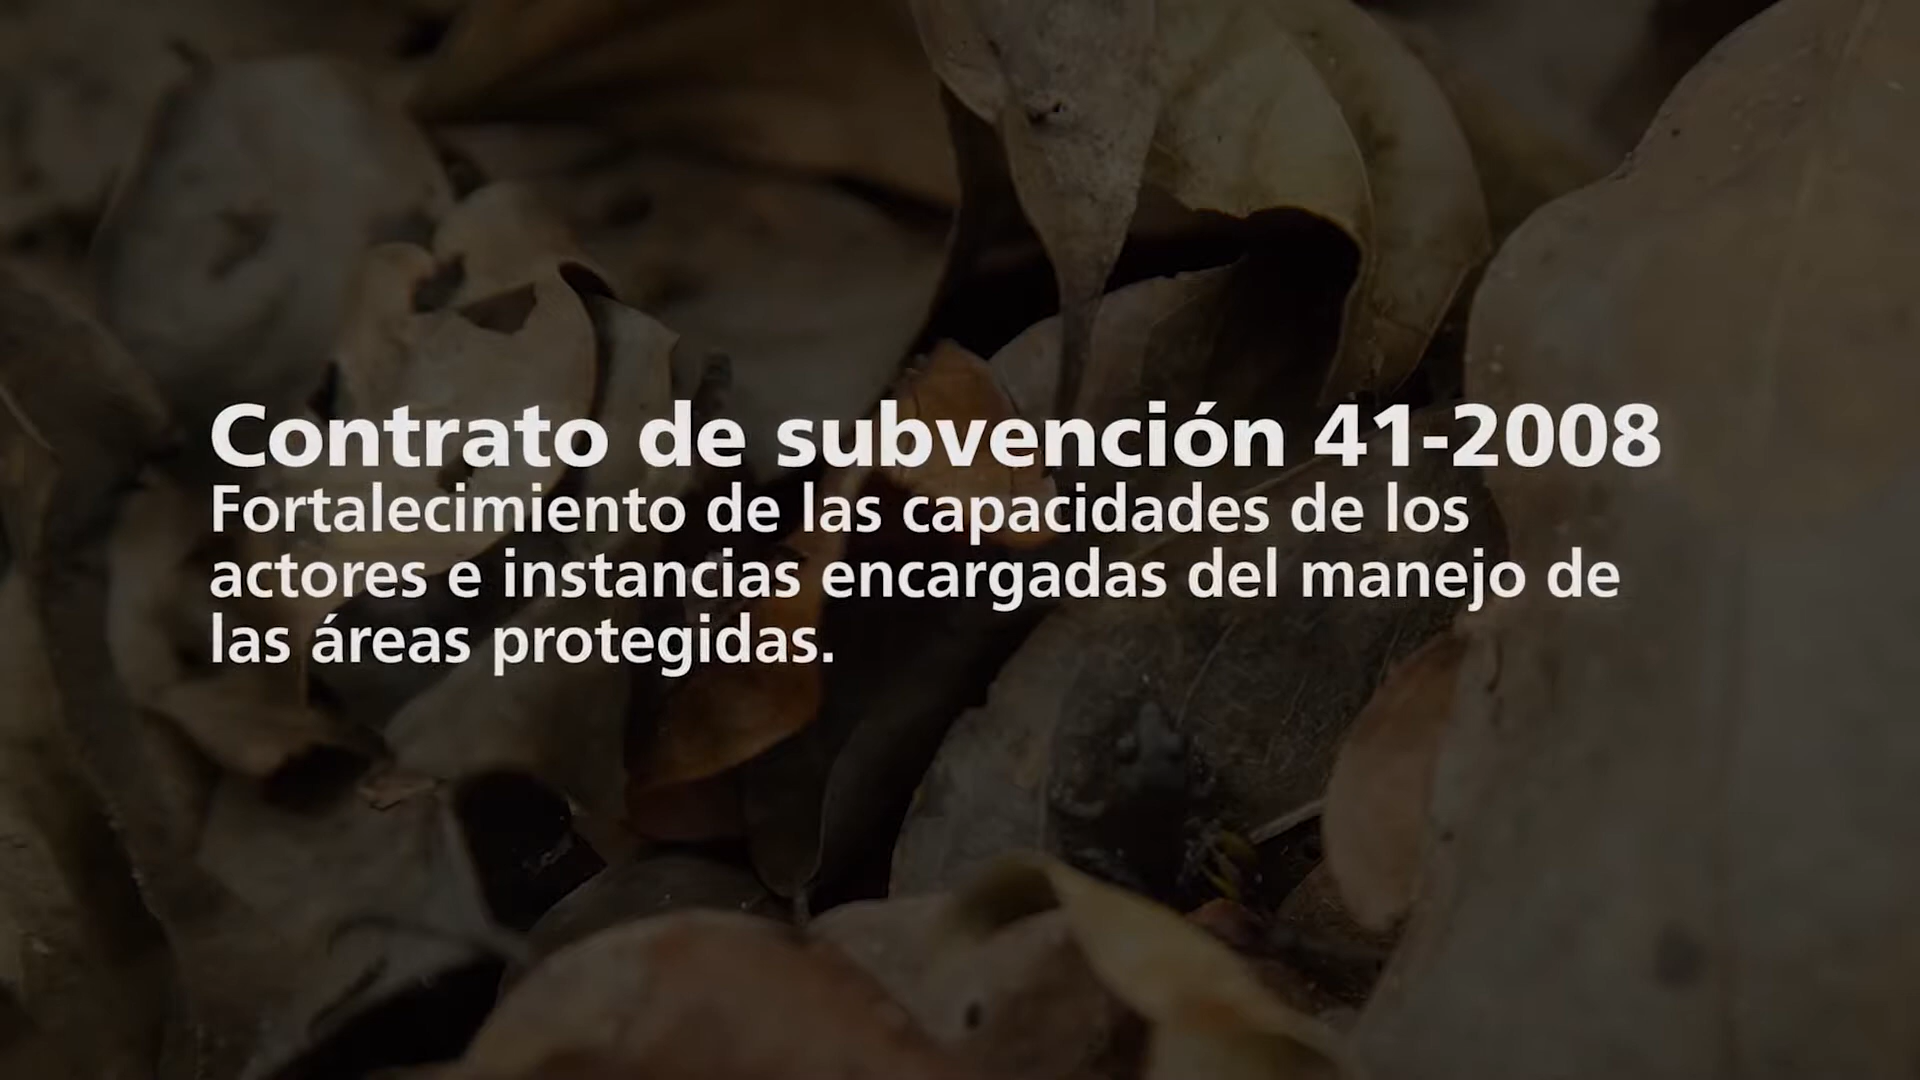 Contrato de subvención 41-2008
Fortalecimiento de las capacidades de los
actores e instancias encargadas del manejo de
las áreas protegidas.